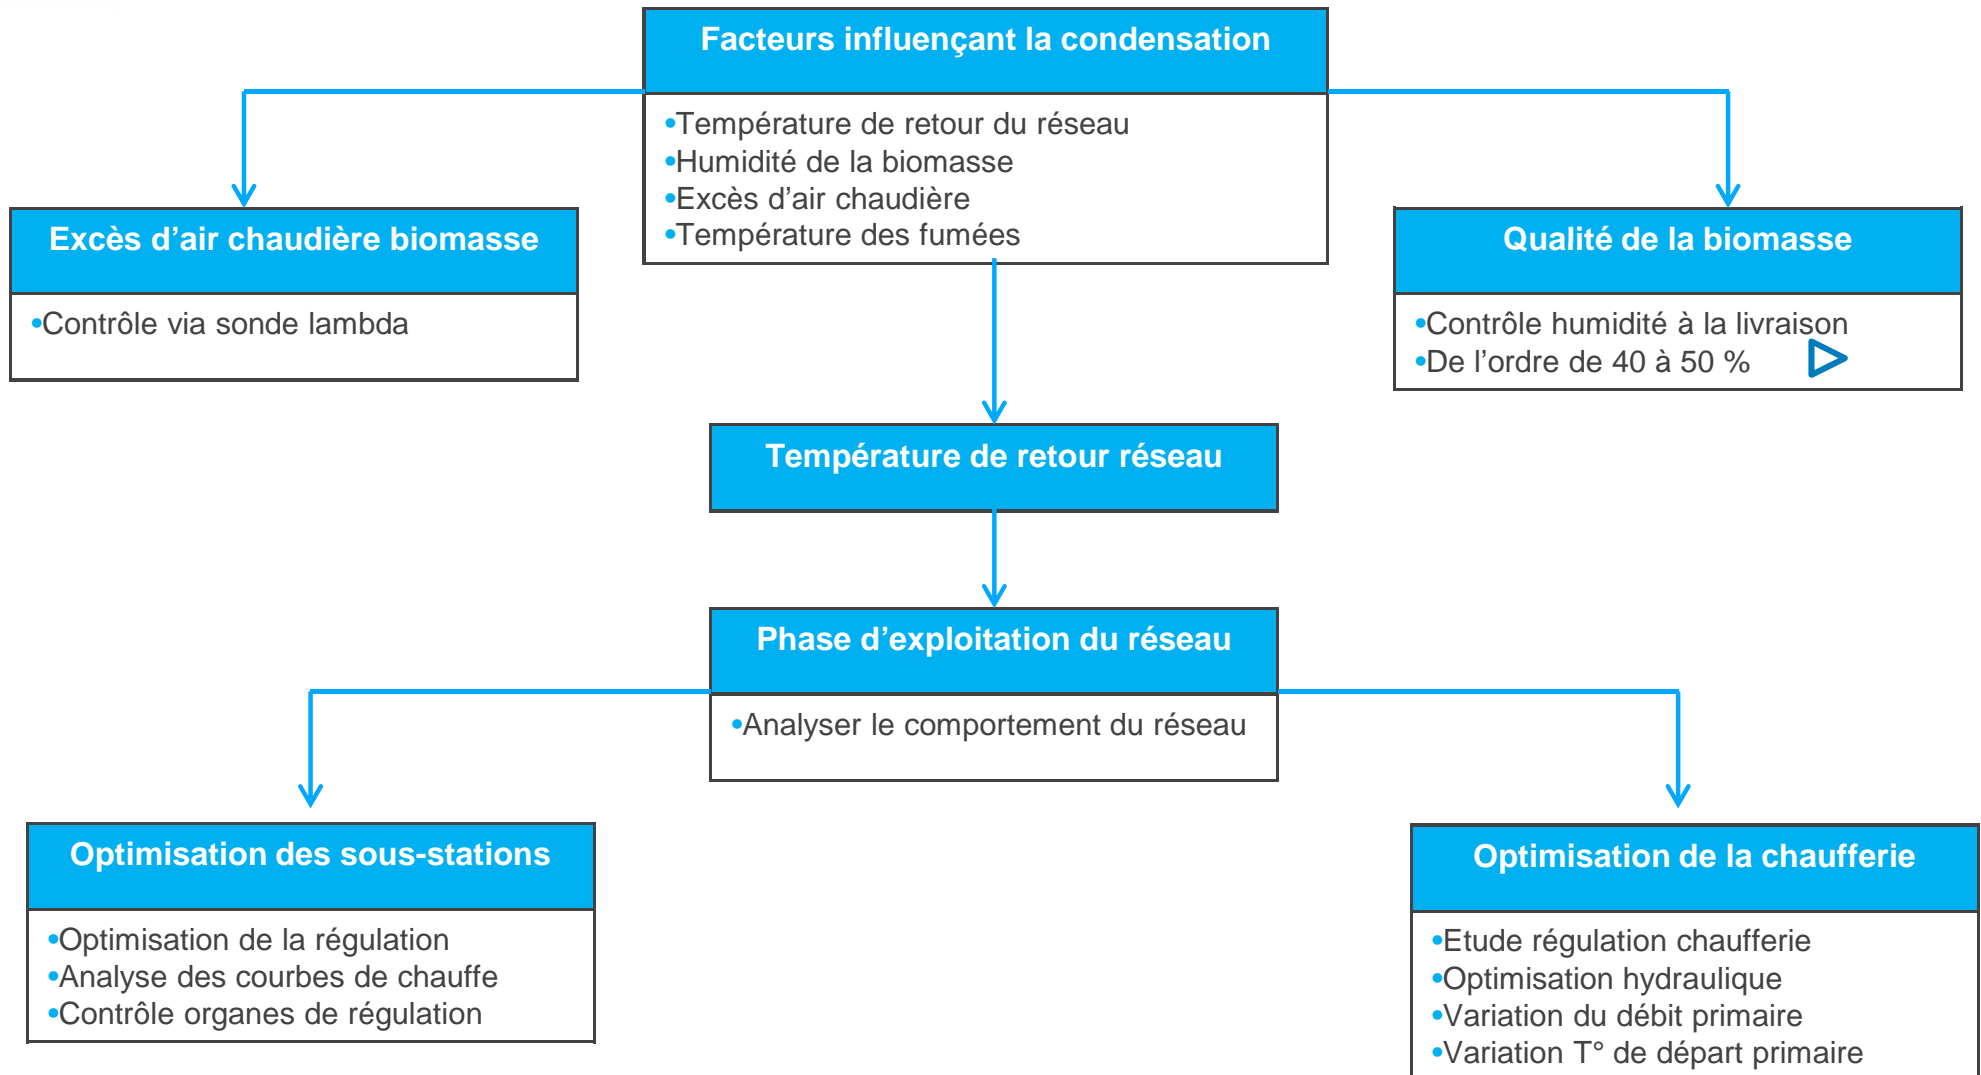 Facteurs influençant la condensation
•Température de retour du réseau
•Humidité de la biomasse
•Excès d’air chaudière
•Température des fumées
Excès d’air chaudière biomasse
•Contrôle via sonde lambda
Qualité de la biomasse
•Contrôle humidité à la livraison
•De l’ordre de 40 à 50 %
Température de retour réseau
Phase d’exploitation du réseau
•Analyser le comportement du réseau
Optimisation des sous-stations
•Optimisation de la régulation
•Analyse des courbes de chauffe
•Contrôle organes de régulation
Optimisation de la chaufferie
•Etude régulation chaufferie
•Optimisation hydraulique
•Variation du débit primaire
•Variation T° de départ primaire